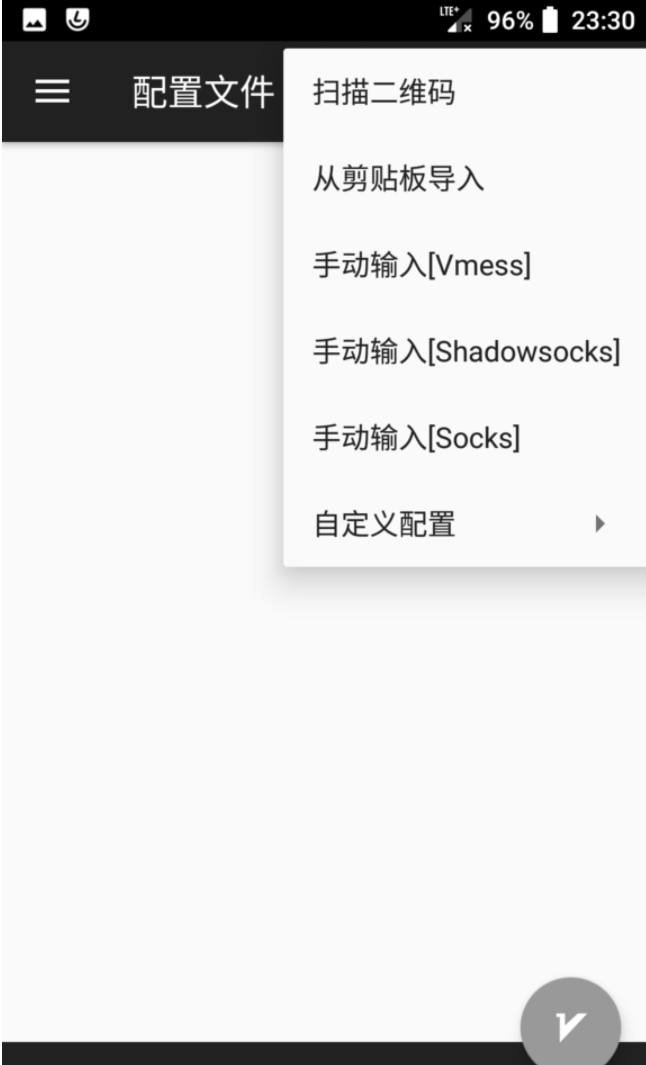 LTE+ 96% 23:30
配置文件
扫描二维码
从剪贴板导入
手动输入[Vmess]
手动输入[Shadowsocks]
手动输入[Socks]
自定义配置